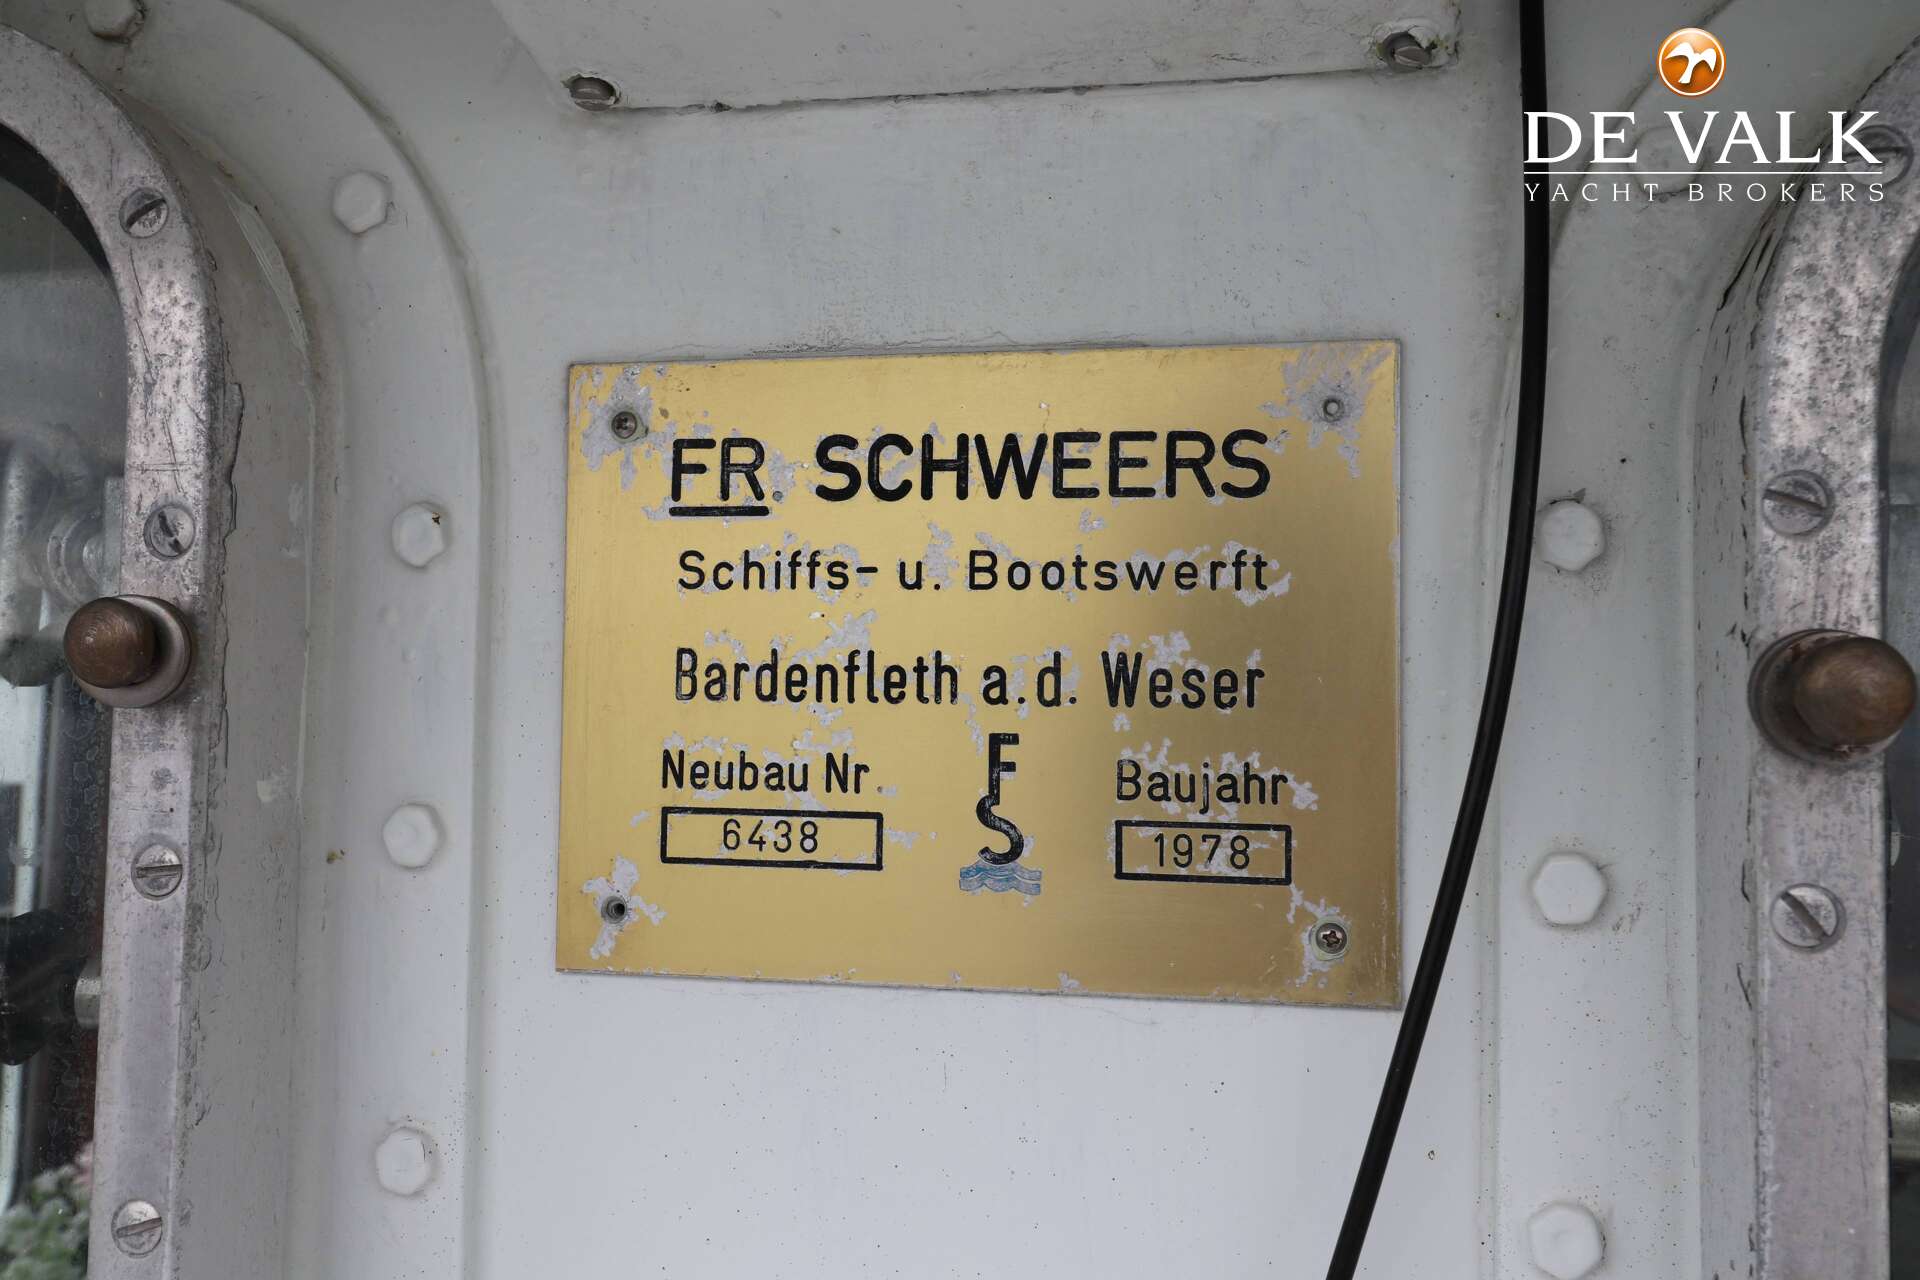 DE VALK
YACHT BROKERS
FR. SCHWEERS
Schiffs- u. Bootswerft
Bardenfleth a.d. Weser
Neubau Nr.
6438
FS
Baujahr
1978